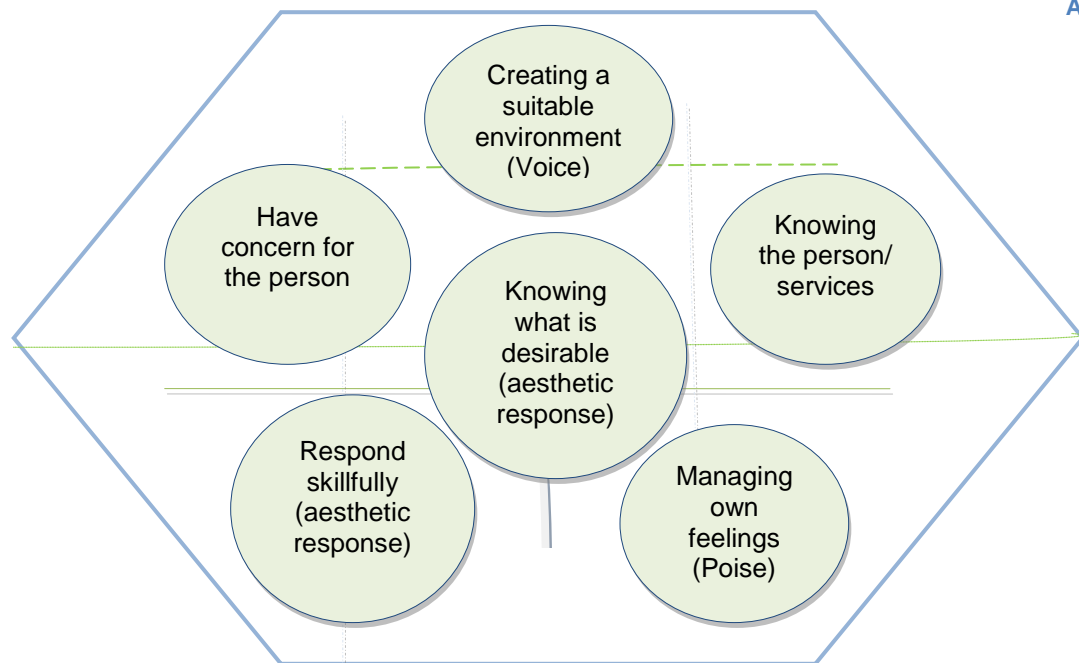 A
Creating a
suitable
environment
(Voice)
Have
concern for
the person
Knowing
the person/
services
Knowing
what is
desirable
(aesthetic
response)
Respond
skillfully
(aesthetic
response)
Managing
own
feelings
(Poise)